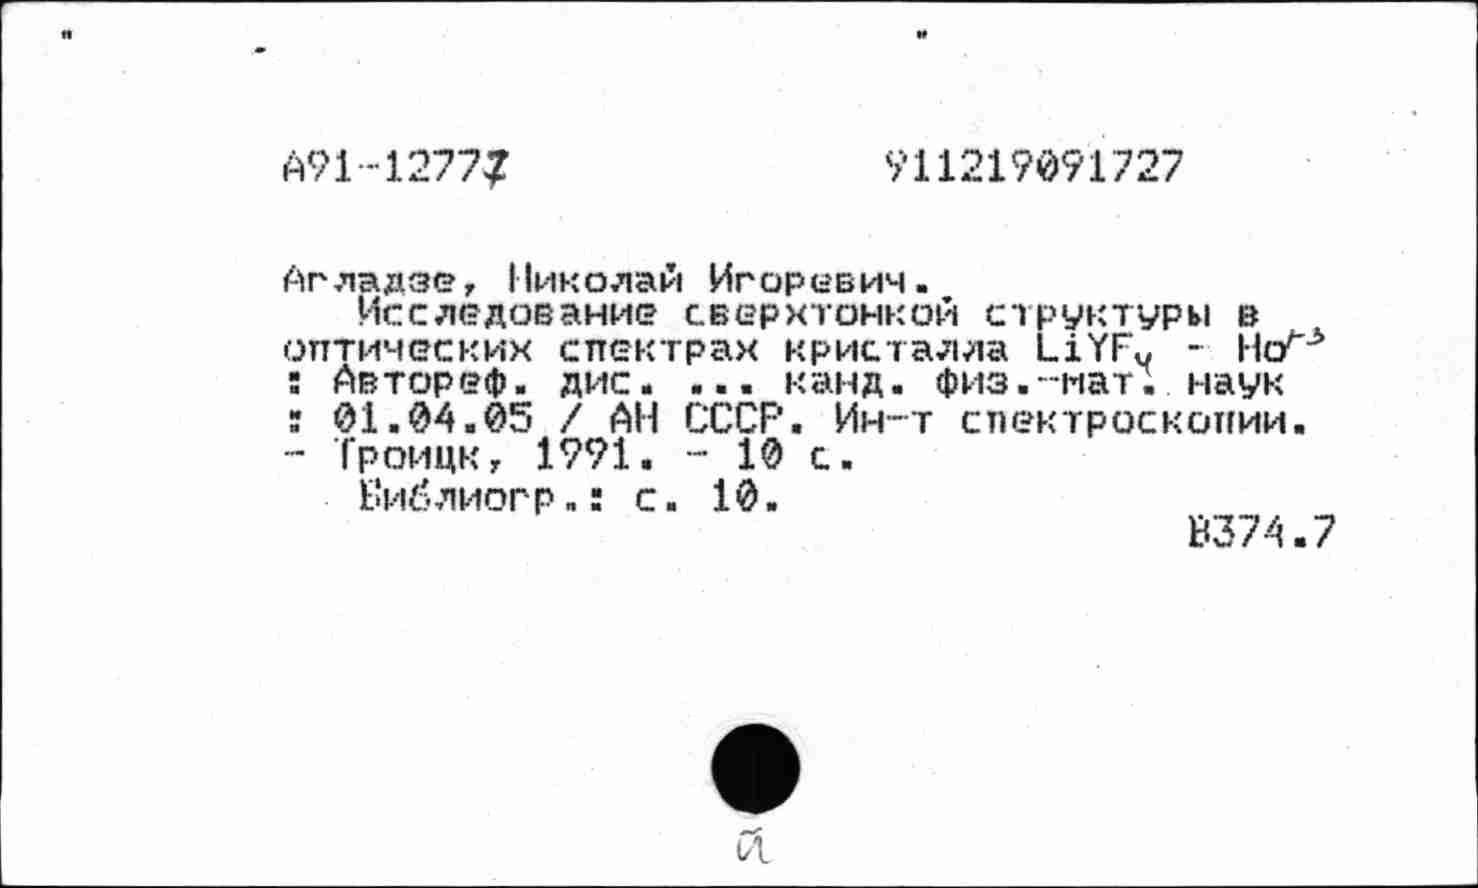 А91-12777 911219091727
Агладзе, Николай Игоревич.
Исследование сверхтонкой структуры в
оптических спектрах кристалла LiYF₄ - Ho⁺³
: Автореф. дис. ... канд. физ.-мат. наук
: 01.04.05 / АН СССР. Ин-т спектроскопии.
- Троицк, 1991. - 10 с.
Библиогр.: с. 10.
В374.7